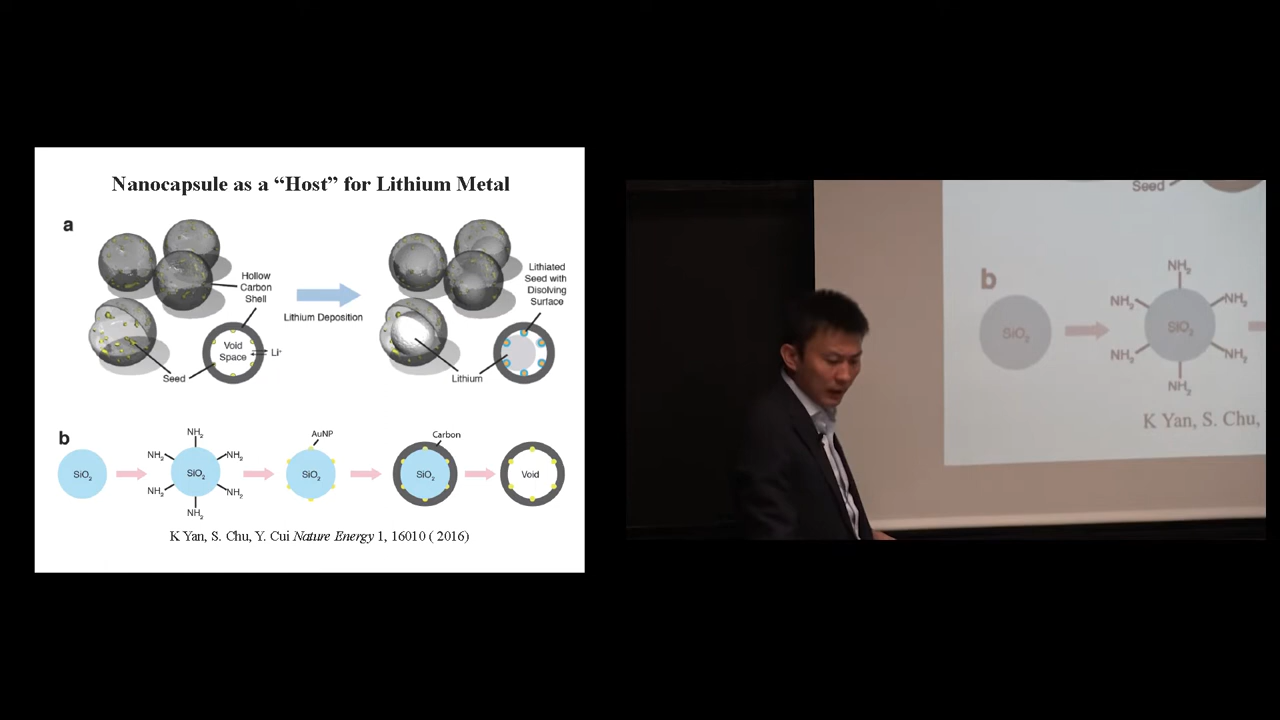 Nanocapsule as a “Host” for Lithium Metal
a
Hollow
Carbon
Shell
Void
Space
Li⁺
Seed
Lithium Deposition
Lithiated
Seed with
Disolving
Surface
Lithium
b
SiO₂
NH₂
NH₂
NH₂
SiO₂
NH₂
NH₂
NH₂
AuNP
SiO₂
Carbon
SiO₂
Void
K Yan, S. Chu, Y. Cui Nature Energy 1, 16010 ( 2016)
Seed
b
SiO₂
NH₂
NH₂
NH₂
SiO₂
NH₂
NH₂
NH₂
K Yan, S. Chu,